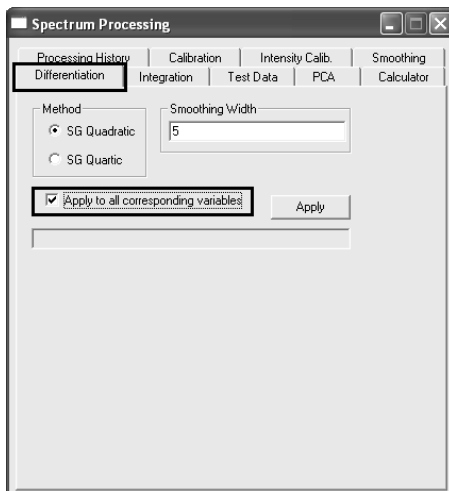 Spectrum Processing
Processing History Calibration Intensity Calib. Smoothing
Differentiation Integration Test Data PCA Calculator
Method Smoothing Width
SG Quadratic 5
SG Quartic
Apply to all corresponding variables Apply